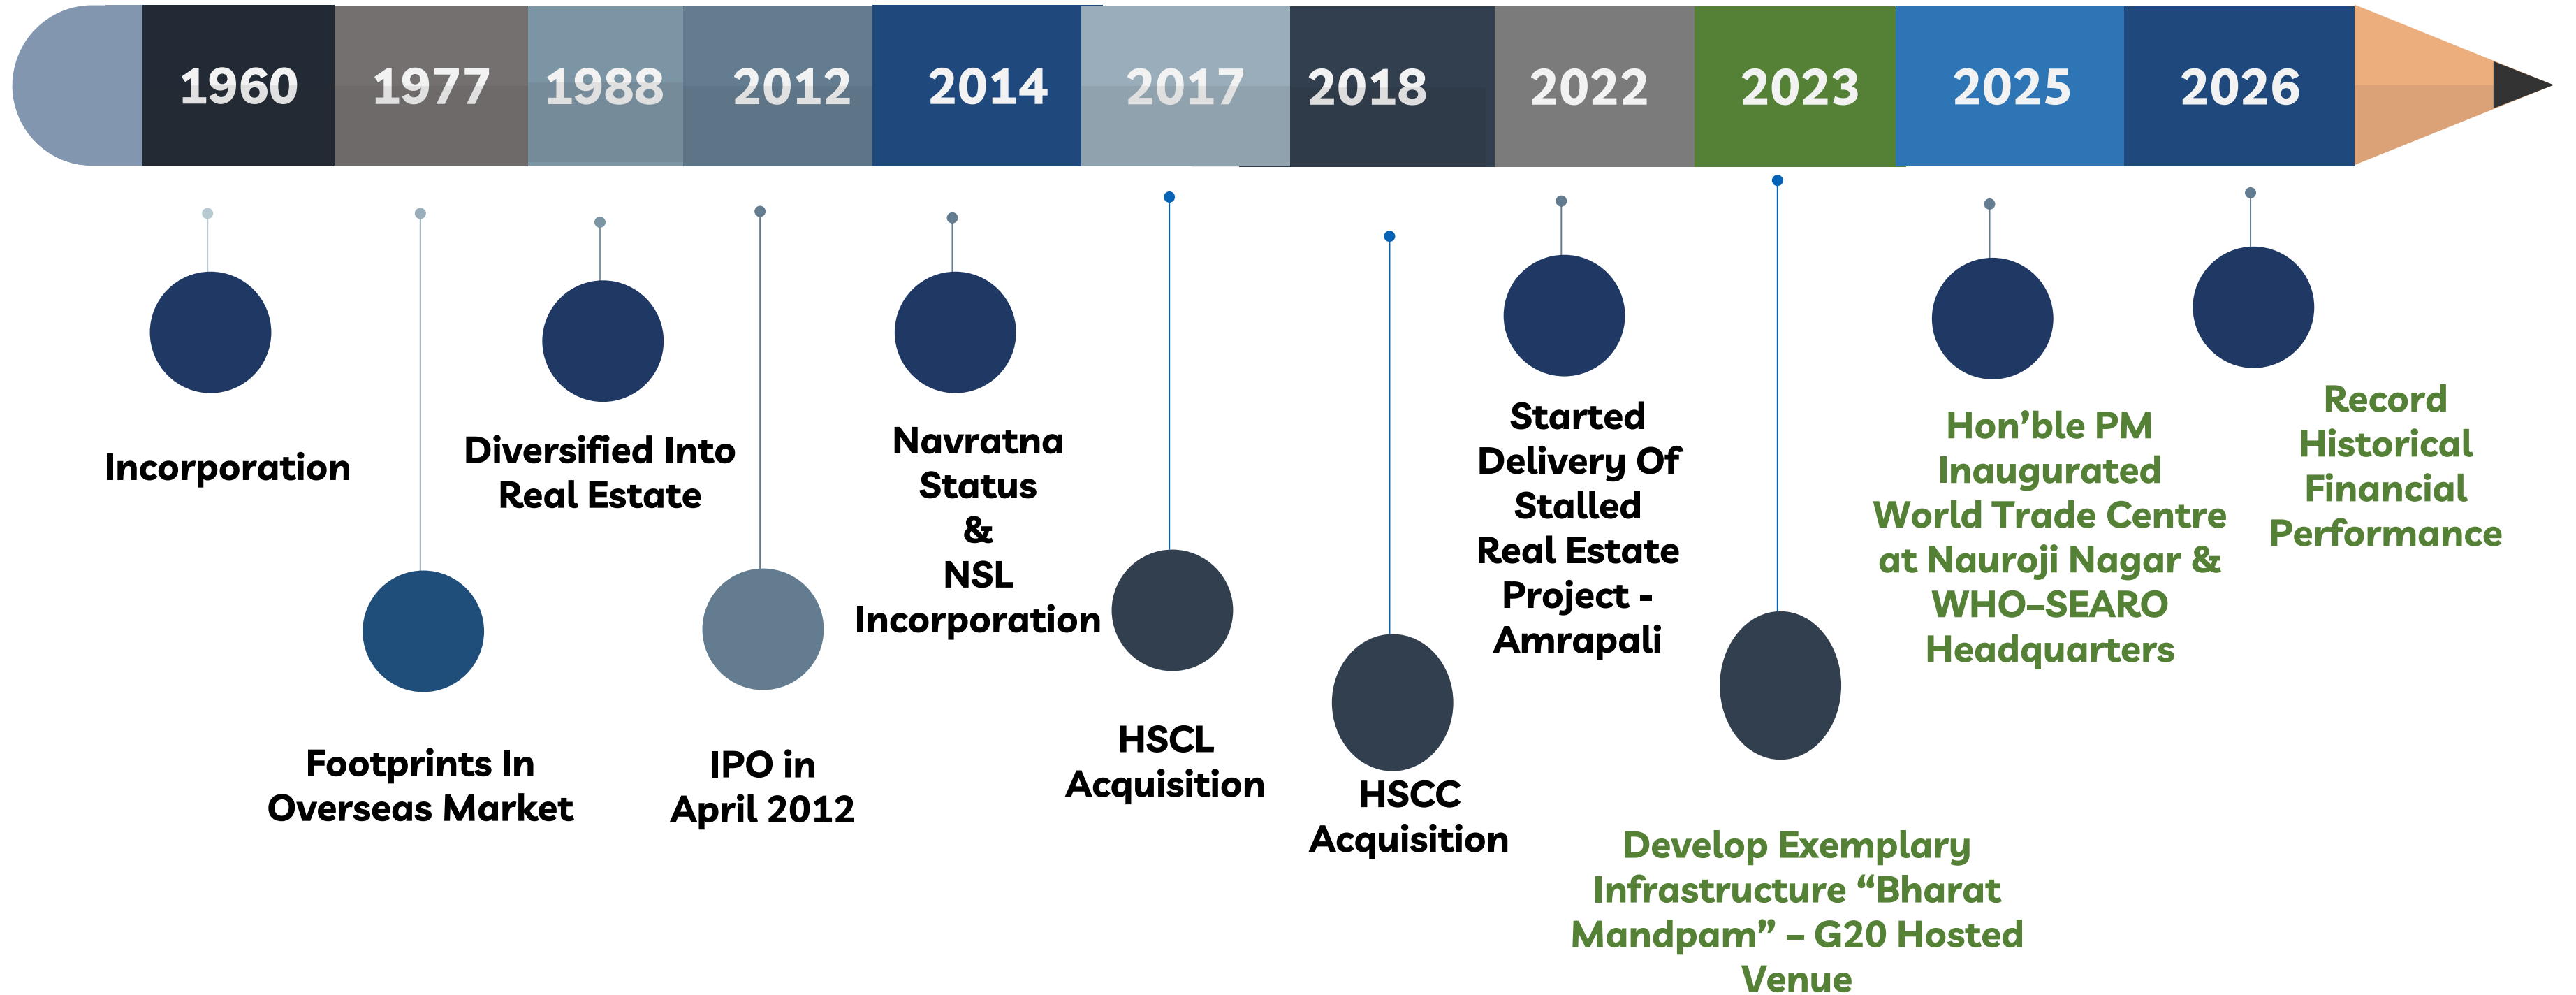 1960
1977
1988
2012
2014
2017
2018
2022
2023
2025
2026
Incorporation
Footprints In
Overseas Market
Diversified Into
Real Estate
IPO in
April 2012
Navratna
Status
&
NSL
Incorporation
HSCL
Acquisition
HSCC
Acquisition
Started
Delivery Of
Stalled
Real Estate
Project -
Amrapali
Develop Exemplary
Infrastructure “Bharat
Mandpam” – G20 Hosted
Venue
Hon’ble PM
Inaugurated
World Trade Centre
at Nauroji Nagar &
WHO–SEARO
Headquarters
Record
Historical
Financial
Performance